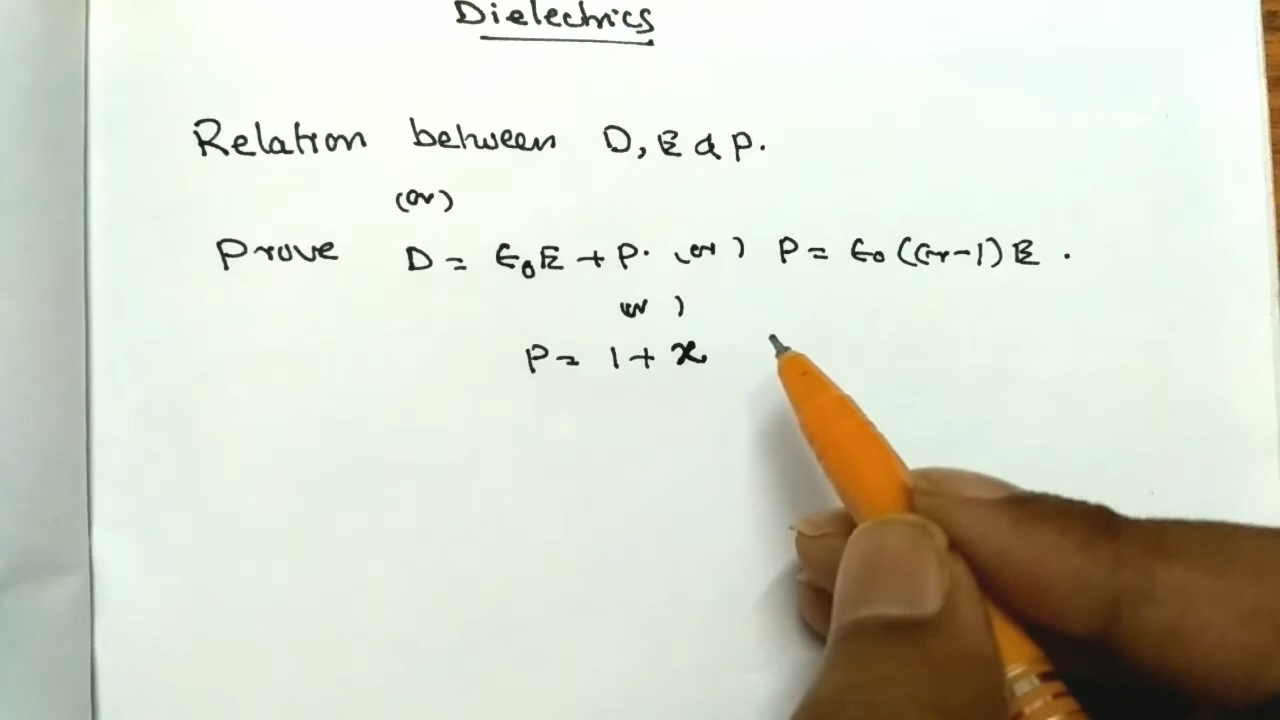 Dielectrics
Relation between D, E & P.
(or)
Prove D = ϵ₀E + P. (or) P = ϵ₀(ϵr-1) E.
or)
P = 1 + x